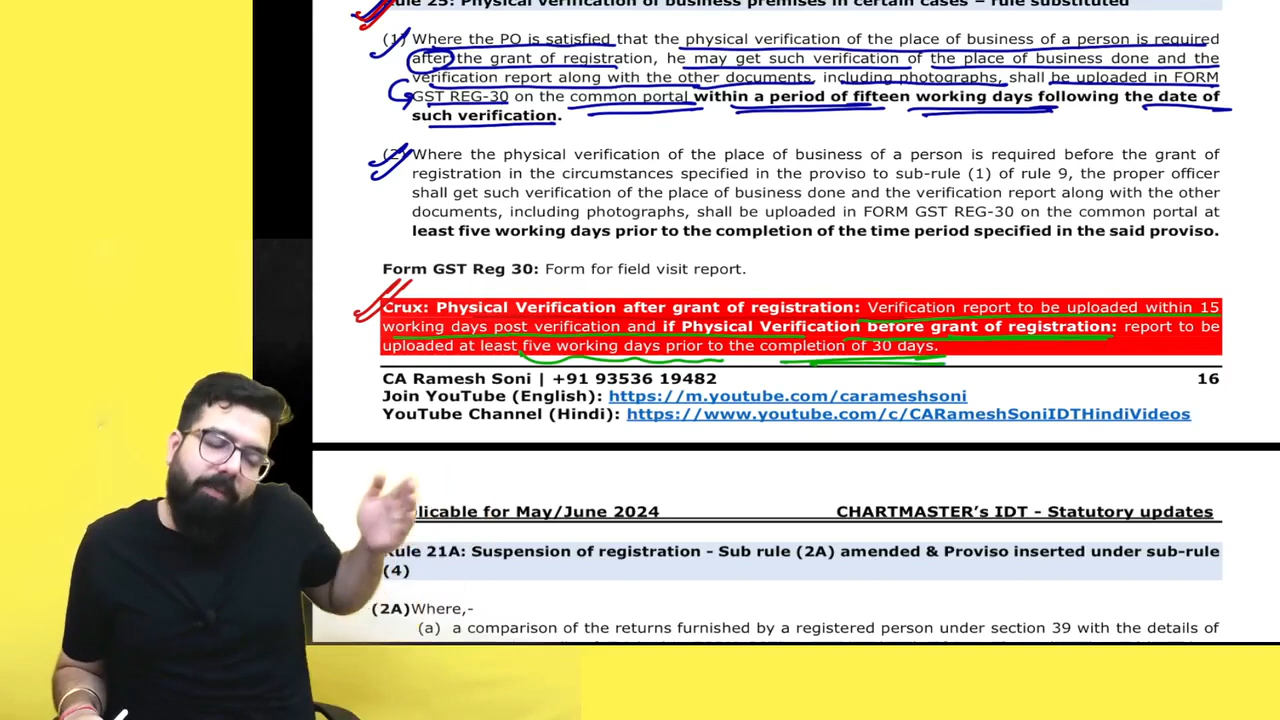 Rule 25: Physical verification of business premises in certain cases – rule substituted
(1) Where the PO is satisfied that the physical verification of the place of business of a person is required
after the grant of registration, he may get such verification of the place of business done and the
verification report along with the other documents, including photographs, shall be uploaded in FORM
GST REG-30 on the common portal within a period of fifteen working days following the date of
such verification.
(2) Where the physical verification of the place of business of a person is required before the grant of
registration in the circumstances specified in the proviso to sub-rule (1) of rule 9, the proper officer
shall get such verification of the place of business done and the verification report along with the other
documents, including photographs, shall be uploaded in FORM GST REG-30 on the common portal at
least five working days prior to the completion of the time period specified in the said proviso.
Form GST Reg 30: Form for field visit report.
Crux: Physical Verification after grant of registration: Verification report to be uploaded within 15
working days post verification and if Physical Verification before grant of registration: report to be
uploaded at least five working days prior to the completion of 30 days.
CA Ramesh Soni | +91 93536 19482 16
Join YouTube (English): https://m.youtube.com/carameshsoni
YouTube Channel (Hindi): https://www.youtube.com/c/CARameshSoniIDTHindiVideos
licable for May/June 2024 CHARTMASTER's IDT - Statutory updates
Rule 21A: Suspension of registration - Sub rule (2A) amended & Proviso inserted under sub-rule
(4)
(2A) Where,-
(a) a comparison of the returns furnished by a registered person under section 39 with the details of